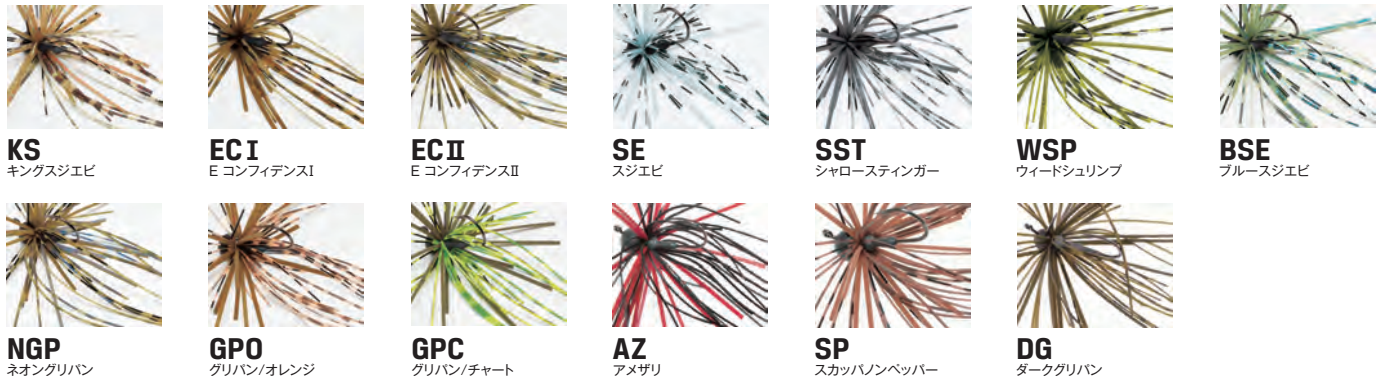 KS
キングスジエビ
EC I
E コンフィデンスI
EC II
E コンフィデンスII
SE
スジエビ
SST
シャロースティンガー
WSP
ウィードシュリンプ
BSE
ブルースジエビ
NGP
ネオングリパン
GPO
グリパン/オレンジ
GPC
グリパン/チャート
AZ
アメザリ
SP
スカッパノンペッパー
DG
ダークグリパン